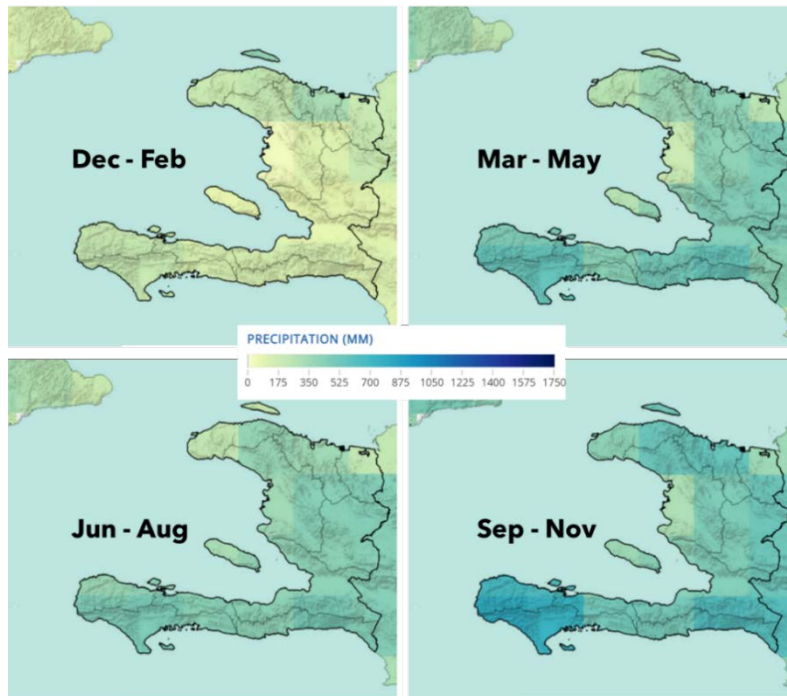 Dec - Feb
Mar - May
PRECIPITATION (MM)
0 175 350 525 700 875 1050 1225 1400 1575 1750
Jun - Aug
Sep - Nov